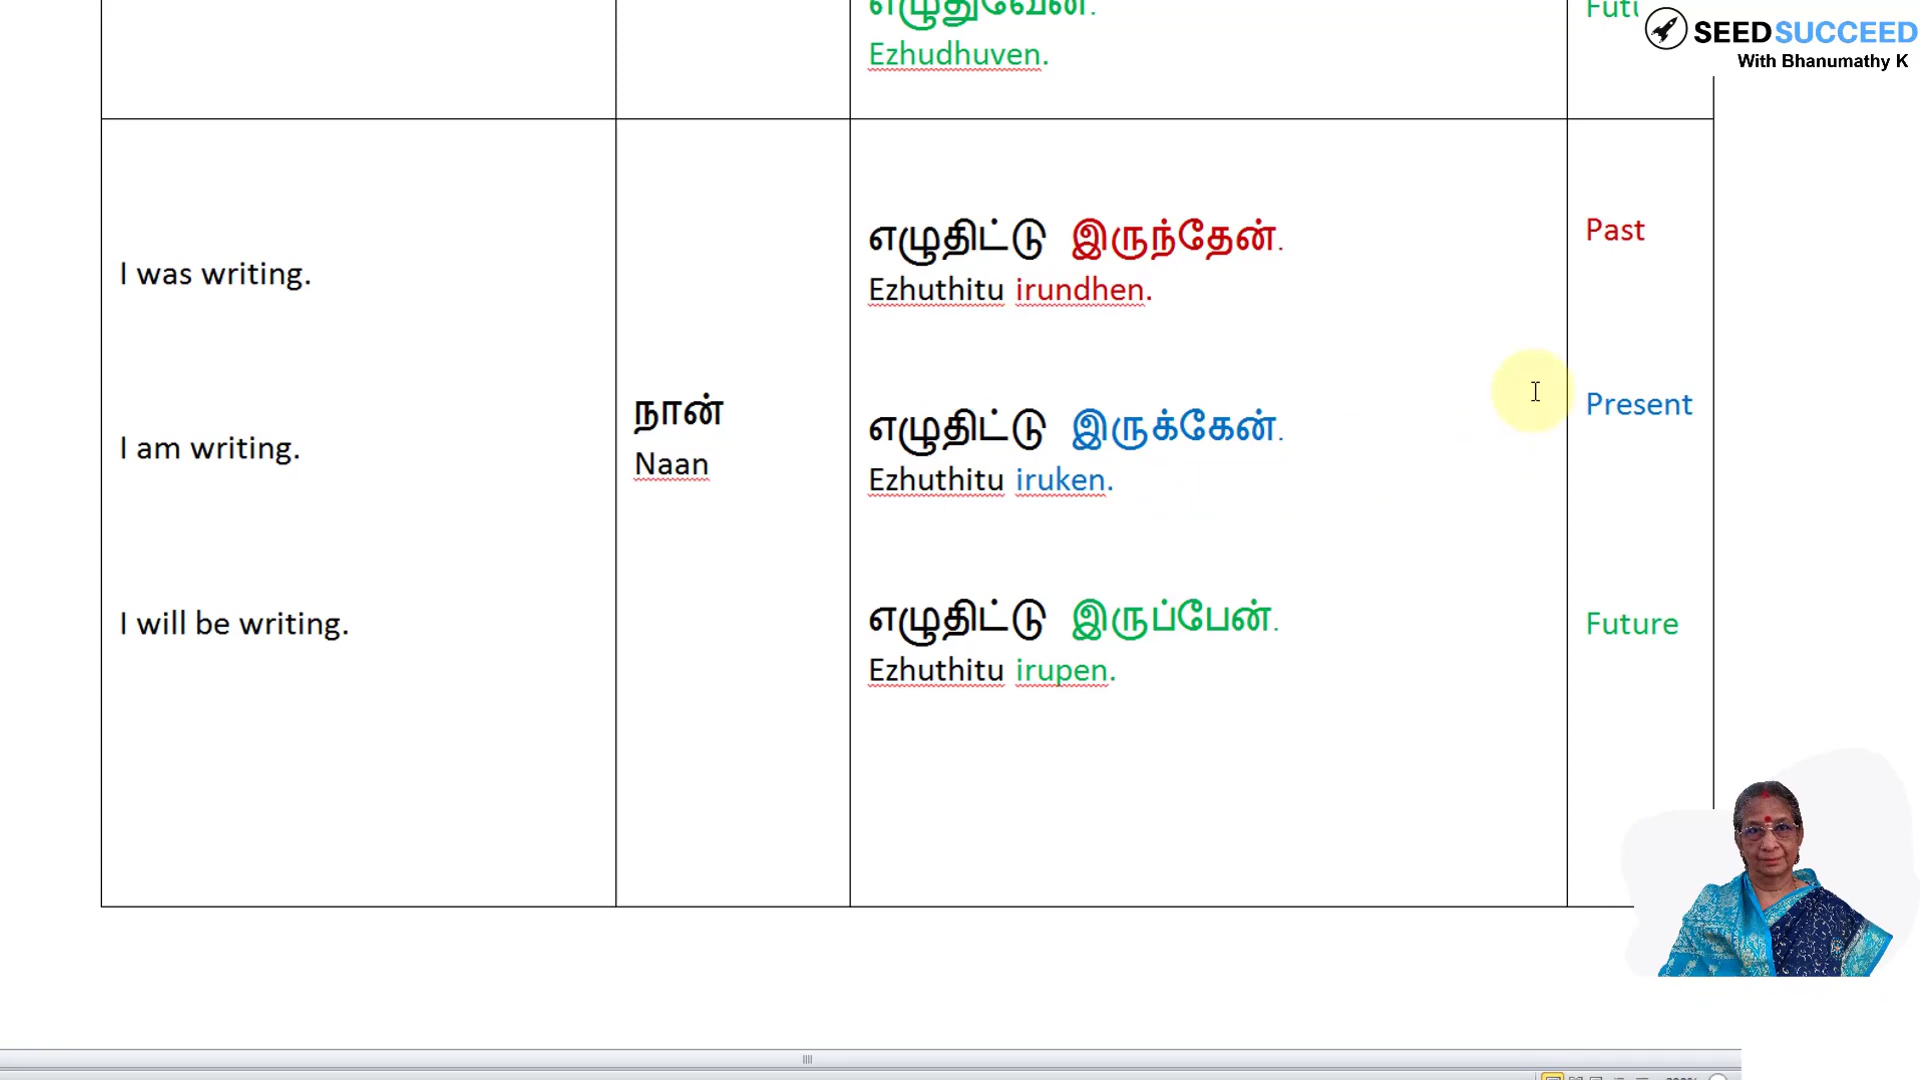 எழுதுவேன்.
Ezhudhuven.
SEEDSUCCEED
With Bhanumathy K
I was writing.
I am writing.
I will be writing.
நான்
Naan
எழுதிட்டு இருந்தேன்.
Ezhuthitu irundhen.
எழுதிட்டு இருக்கேன்.
Ezhuthitu iruken.
எழுதிட்டு இருப்பேன்.
Ezhuthitu irupen.
Past
Present
Future